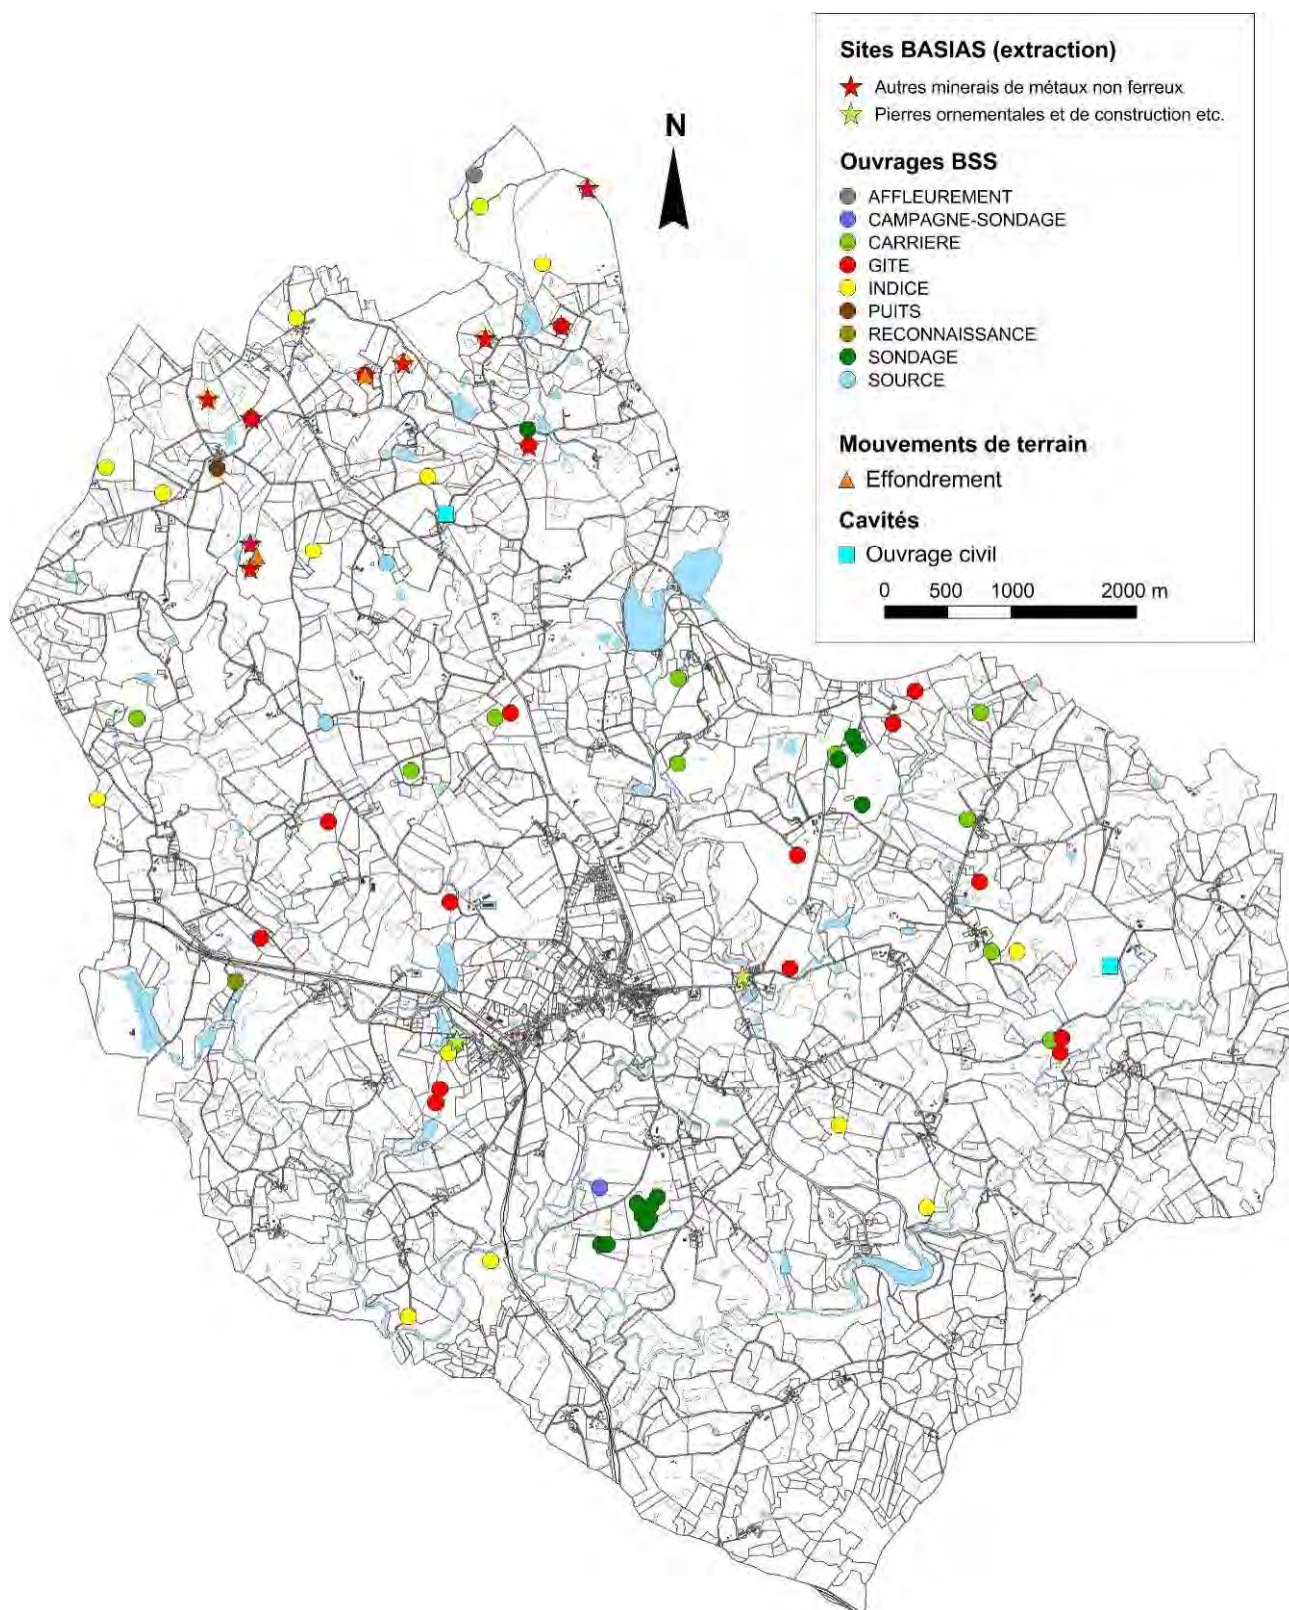 Sites BASIAS (extraction)
Autres minerais de métaux non ferreux
Pierres ornementales et de construction etc.
N
Ouvrages BSS
AFFLEUREMENT
CAMPAGNE-SONDAGE
CARRIERE
GITE
INDICE
PUITS
RECONNAISSANCE
SONDAGE
SOURCE
Mouvements de terrain
Effondrement
Cavités
Ouvrage civil
0 500 1000 2000 m